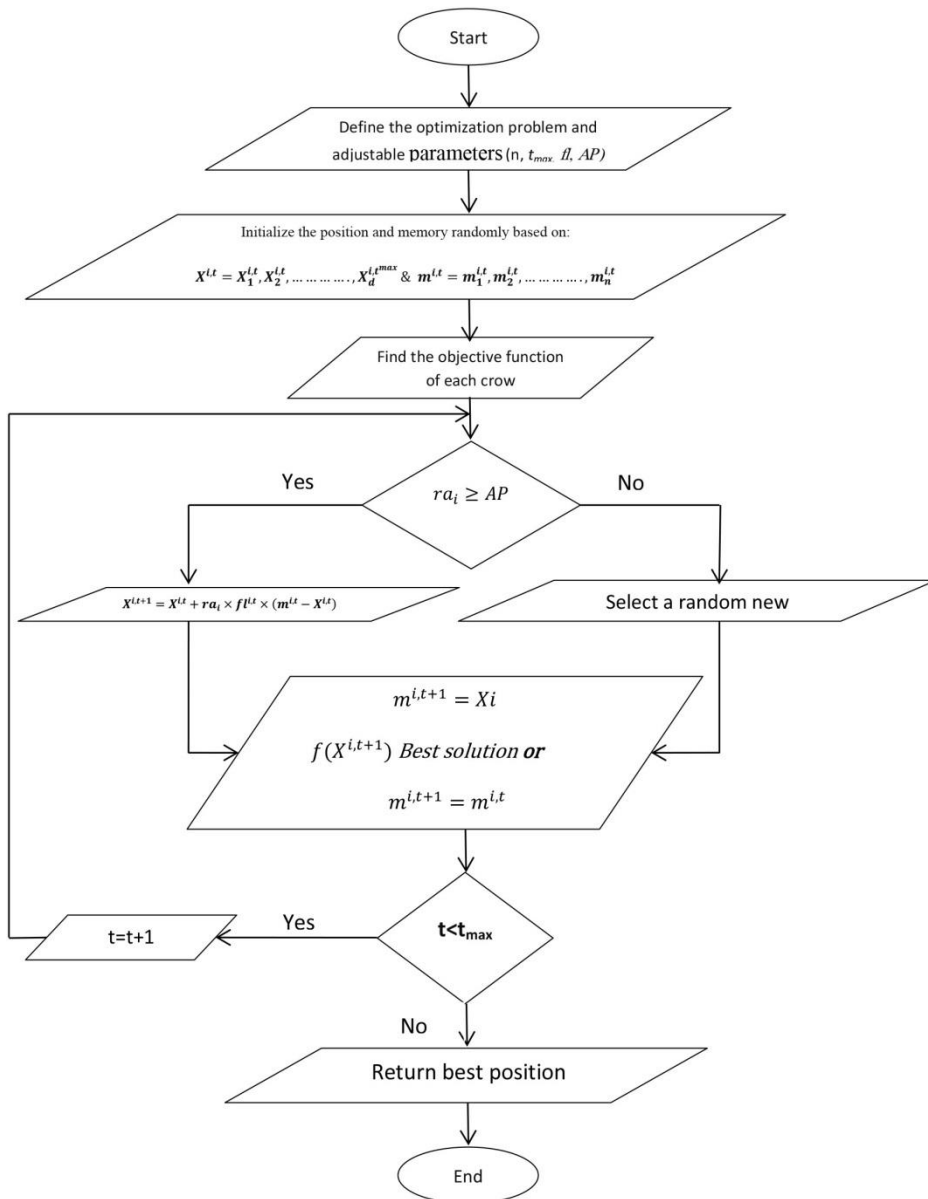 Start
Define the optimization problem and
adjustable parameters (n, t_max, fl, AP)
Initialize the position and memory randomly based on:
X^{i,t} = X_1^{i,t}, X_2^{i,t}, … … … … ., X_d^{i,t^{max}} & m^{i,t} = m_1^{i,t}, m_2^{i,t}, … … … … ., m_n^{i,t}
Find the objective function
of each crow
Yes
ra_i ≥ AP
No
X^{i,t+1} = X^{i,t} + ra_i × fl^{i,t} × (m^{i,t} − X^{i,t})
Select a random new
m^{i,t+1} = Xi
f(X^{i,t+1}) Best solution or
m^{i,t+1} = m^{i,t}
t=t+1
Yes
t<t_max
No
Return best position
End